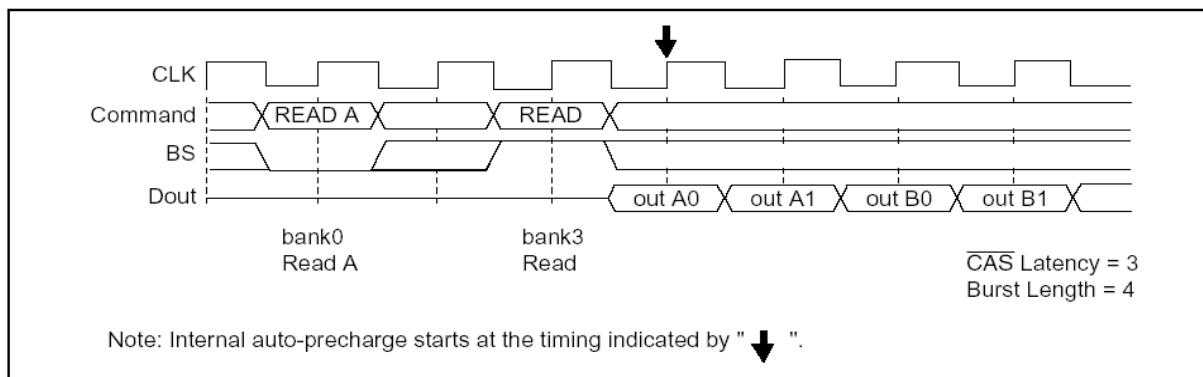 CLK
Command READ A READ
BS
Dout out A0 out A1 out B0 out B1
bank0 bank3
Read A Read
CAS Latency = 3
Burst Length = 4
Note: Internal auto-precharge starts at the timing indicated by " ".